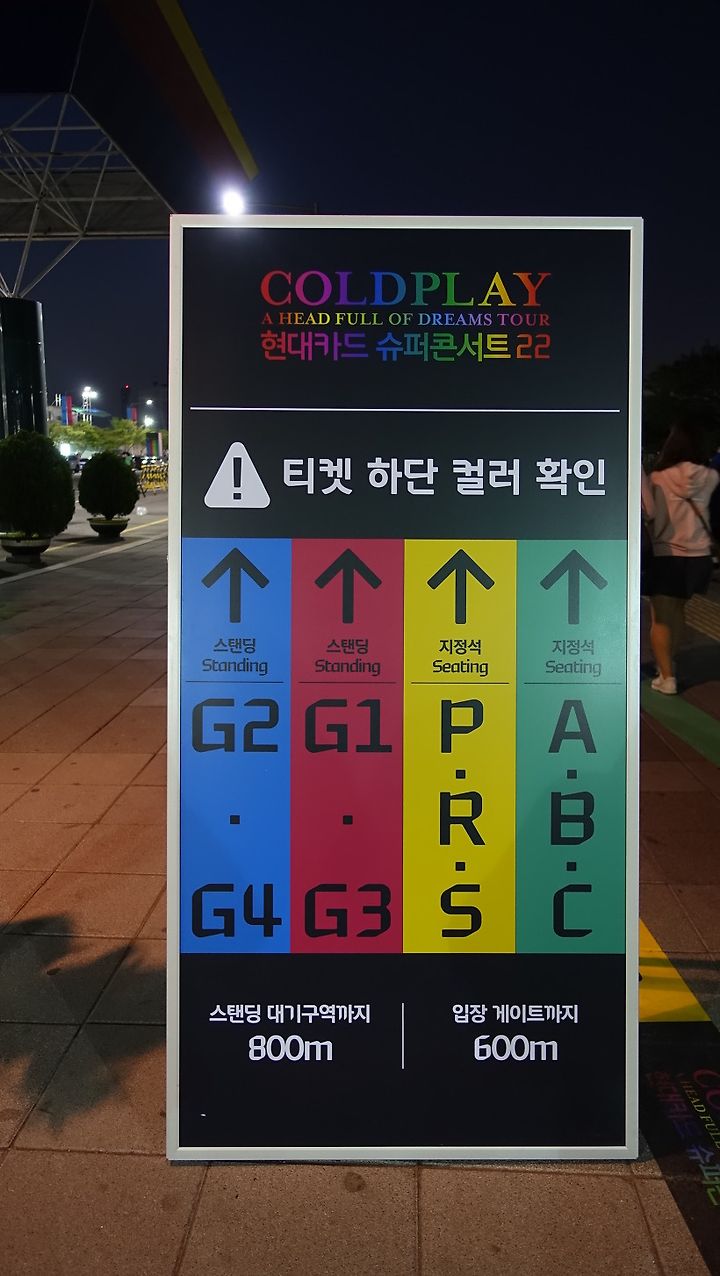 COLDPLAY
A HEAD FULL OF DREAMS TOUR
현대카드 슈퍼콘서트 22
티켓 하단 컬러 확인
스탠딩
Standing
G2
·
G4
스탠딩
Standing
G1
·
G3
지정석
Seating
P
·
R
·
S
지정석
Seating
A
·
B
·
C
스탠딩 대기구역까지
800m
입장 게이트까지
600m